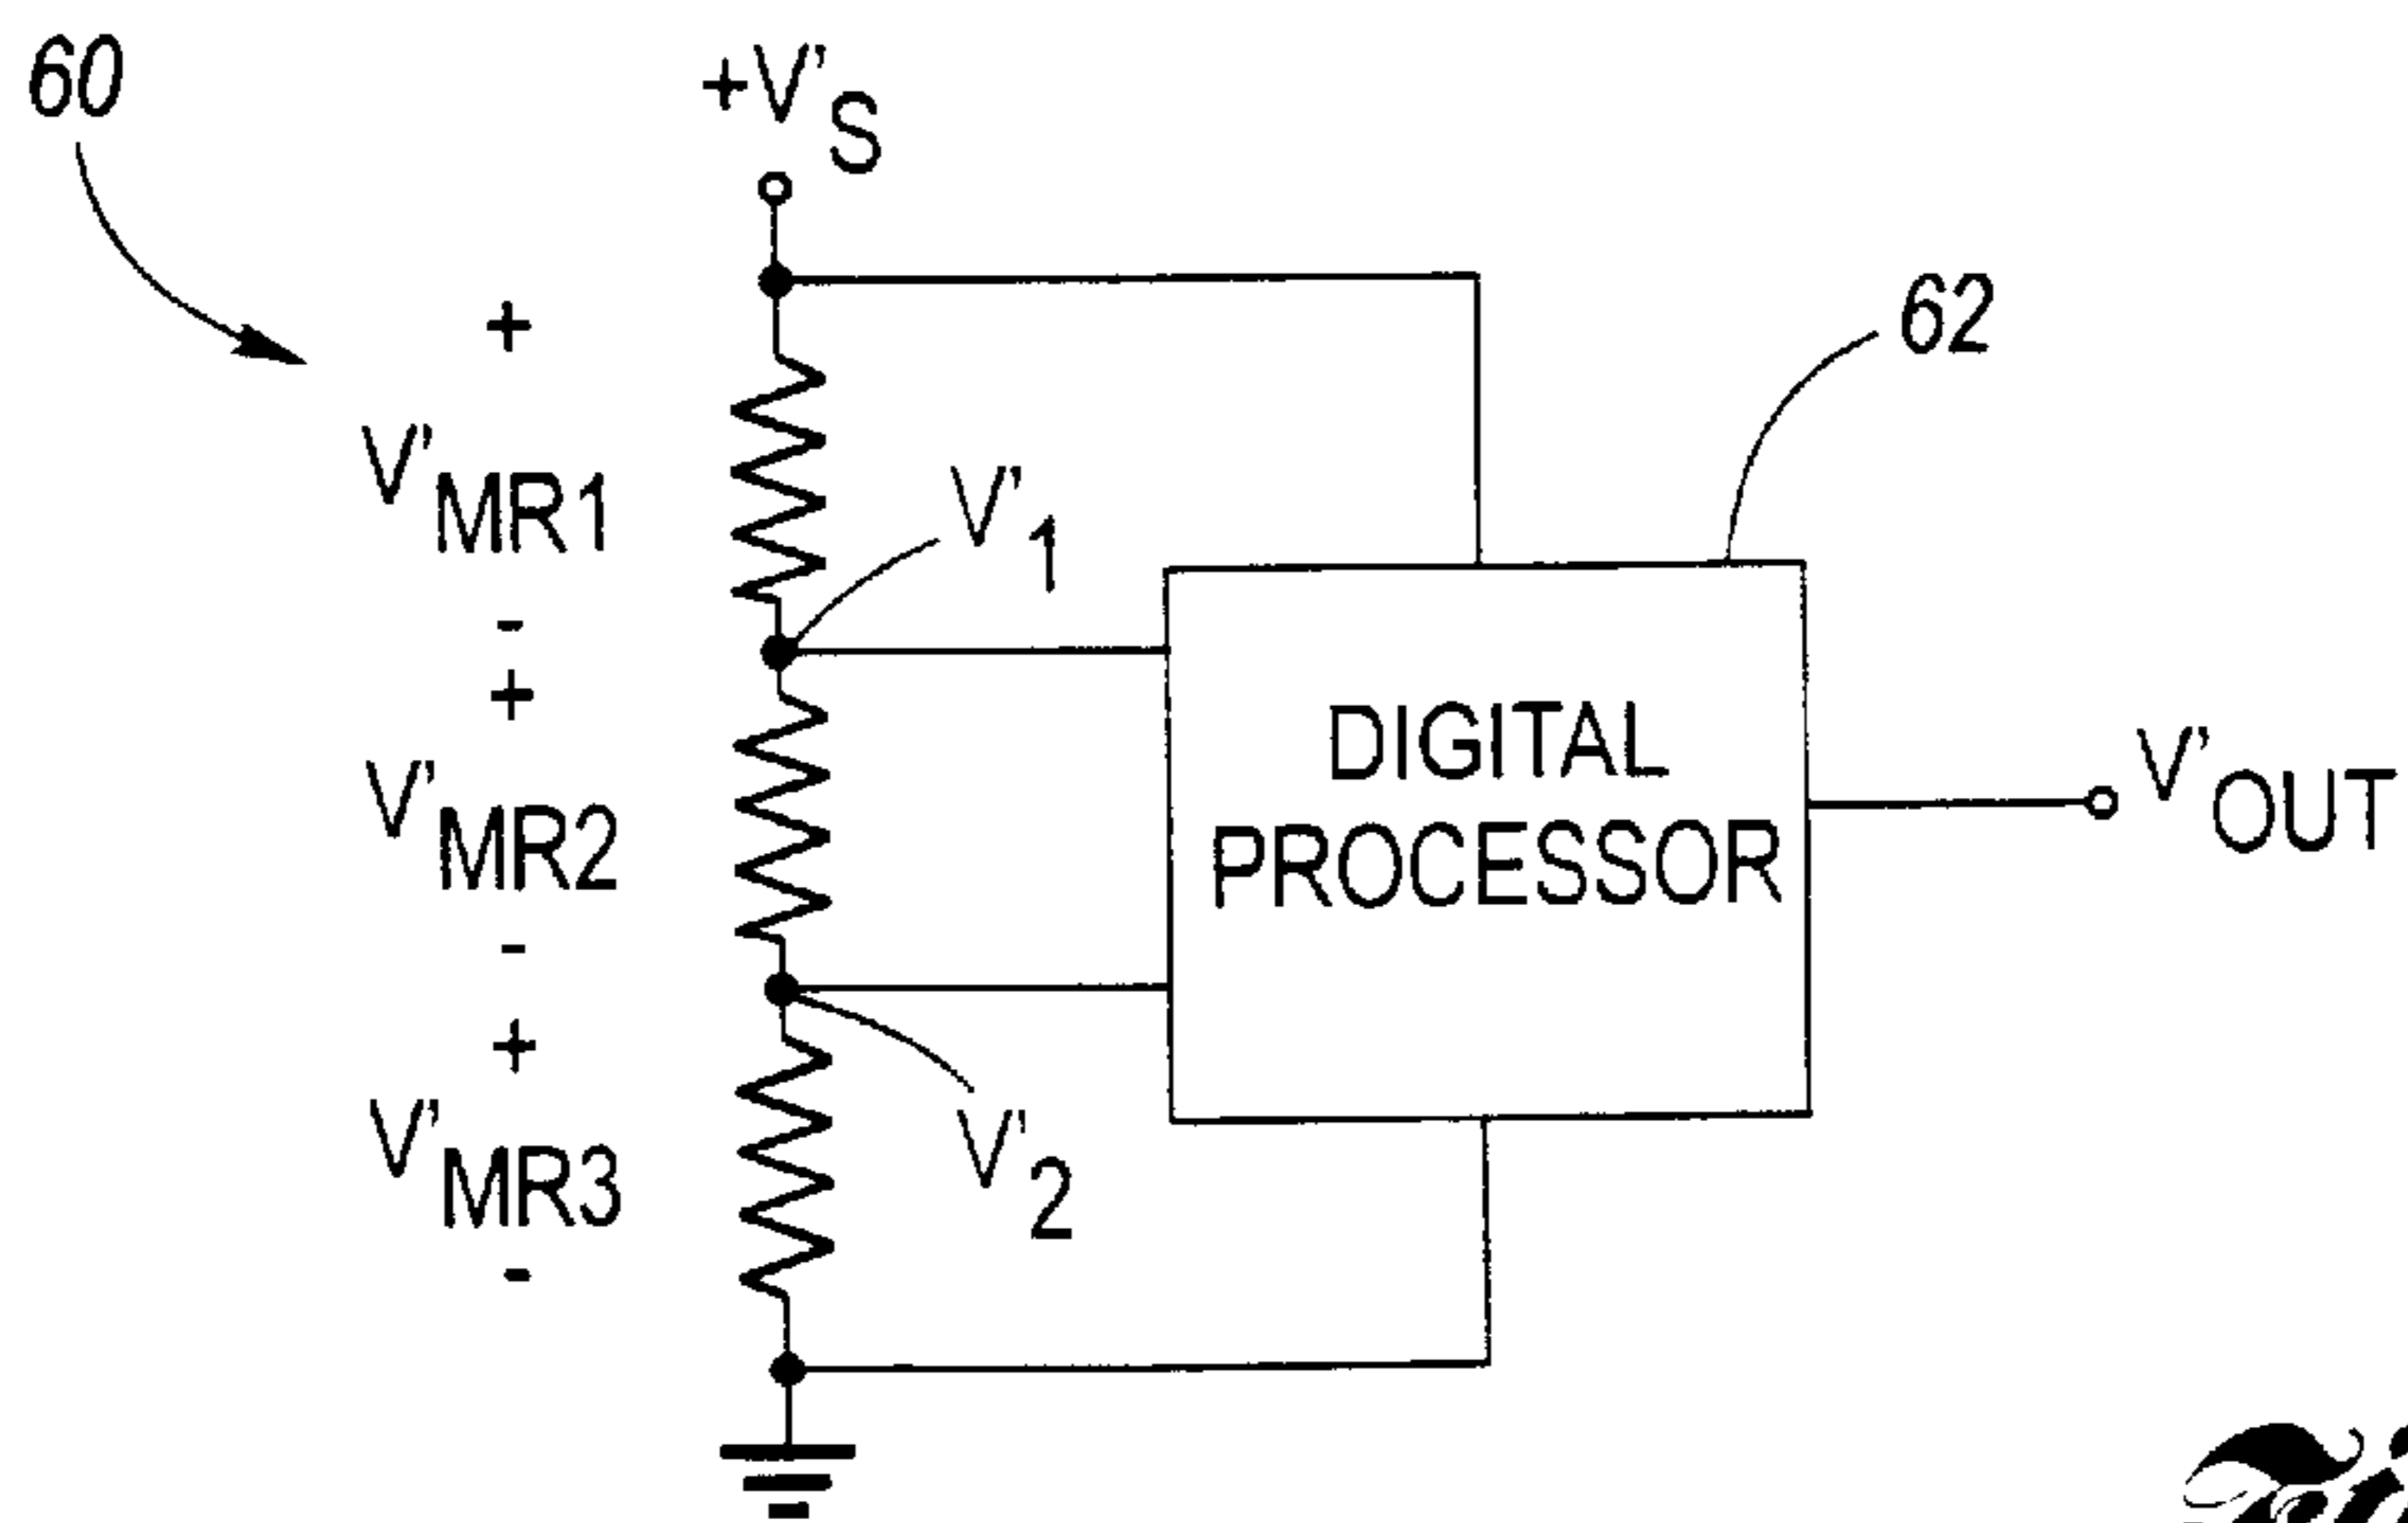 60
+V'S
62
+
V'MR1
-
V'1
+
V'MR2
-
DIGITAL
PROCESSOR
V'OUT
+
V'MR3
-
V'2